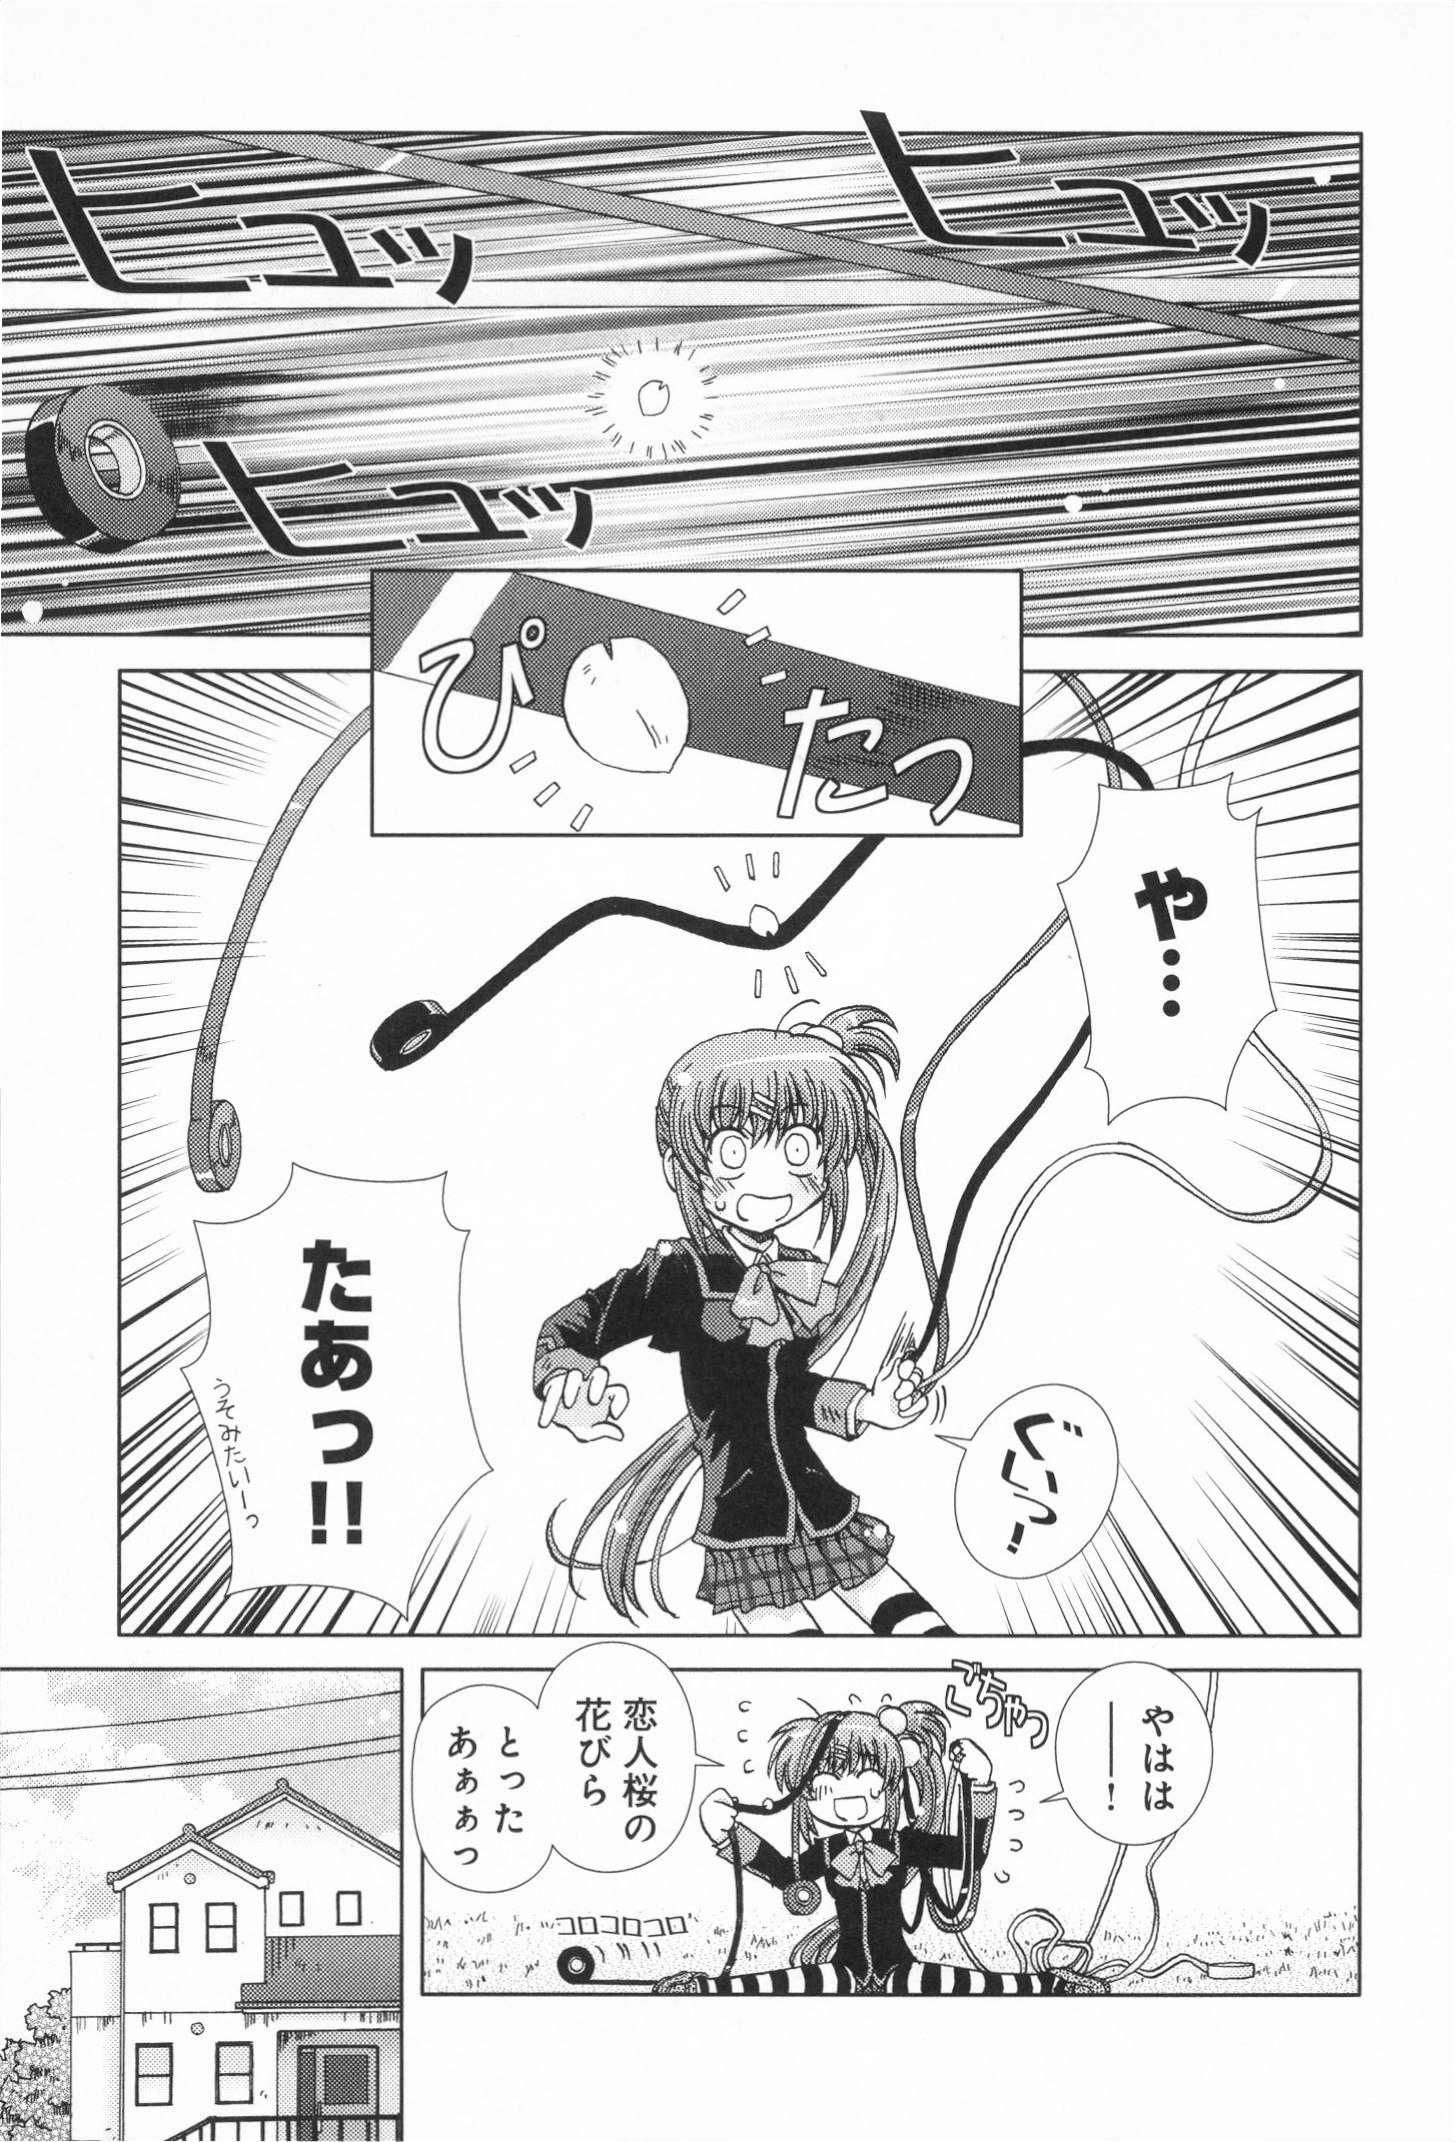 ヒュッ
ヒュッ
ヒュッ
ぴたっ
や…
たあっ!!
うそみたいーっ
ぐいっ!
やはは
――!
ごちゃっ
恋人桜の
花びら
とった
あぁぁっ
コロコロコロ